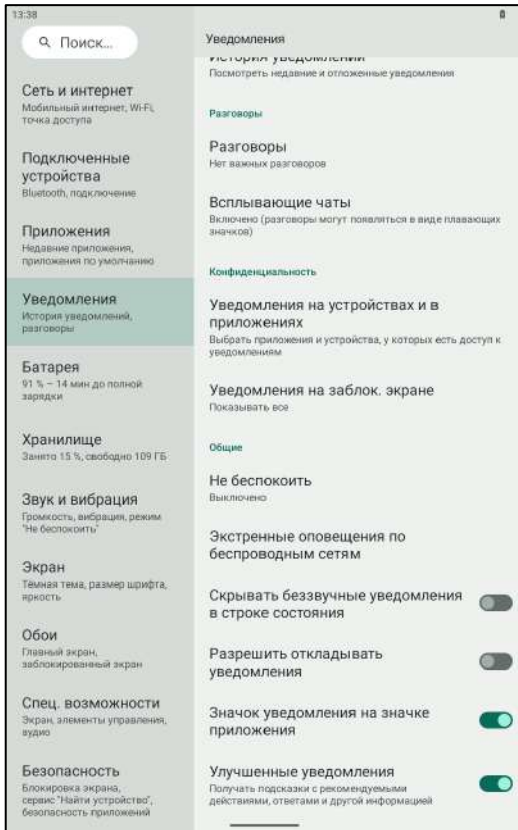 13:38
Поиск...
Сеть и интернет
Мобильный интернет, Wi-Fi,
точка доступа
Подключенные
устройства
Bluetooth, подключение
Приложения
Недавние приложения,
приложения по умолчанию
Уведомления
История уведомлений,
разговоры
Батарея
91 % – 14 мин до полной
зарядки
Хранилище
Занято 15 %, свободно 109 ГБ
Звук и вибрация
Громкость, вибрация, режим
"Не беспокоить"
Экран
Тёмная тема, размер шрифта,
яркость
Обои
Главный экран,
заблокированный экран
Спец. возможности
Экран, элементы управления,
аудио
Безопасность
Блокировка экрана,
сервис "Найти устройство",
безопасность приложений
Уведомления
История уведомлений
Посмотреть недавние и отложенные уведомления
Разговоры
Разговоры
Нет важных разговоров
Всплывающие чаты
Включено (разговоры могут появляться в виде плавающих
значков)
Конфиденциальность
Уведомления на устройствах и в
приложениях
Выбрать приложения и устройства, у которых есть доступ к
уведомлениям
Уведомления на заблок. экране
Показывать все
Общие
Не беспокоить
Выключено
Экстренные оповещения по
беспроводным сетям
Скрывать беззвучные уведомления
в строке состояния
Разрешить откладывать
уведомления
Значок уведомления на значке
приложения
Улучшенные уведомления
Получать подсказки с рекомендуемыми
действиями, ответами и другой информацией